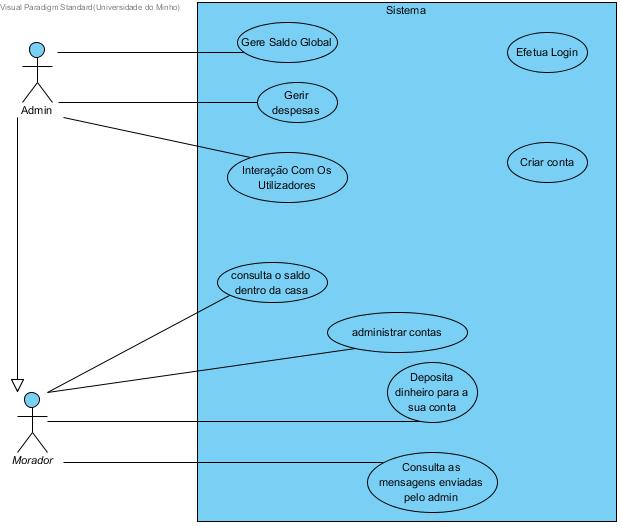 Visual Paradigm Standard(Universidade do Minho)
Sistema
Gere Saldo Global
Efetua Login
Admin
Gerir
despesas
Interação Com Os
Utilizadores
Criar conta
consulta o saldo
dentro da casa
administrar contas
Deposita
dinheiro para a
sua conta
Morador
Consulta as
mensagens enviadas
pelo admin